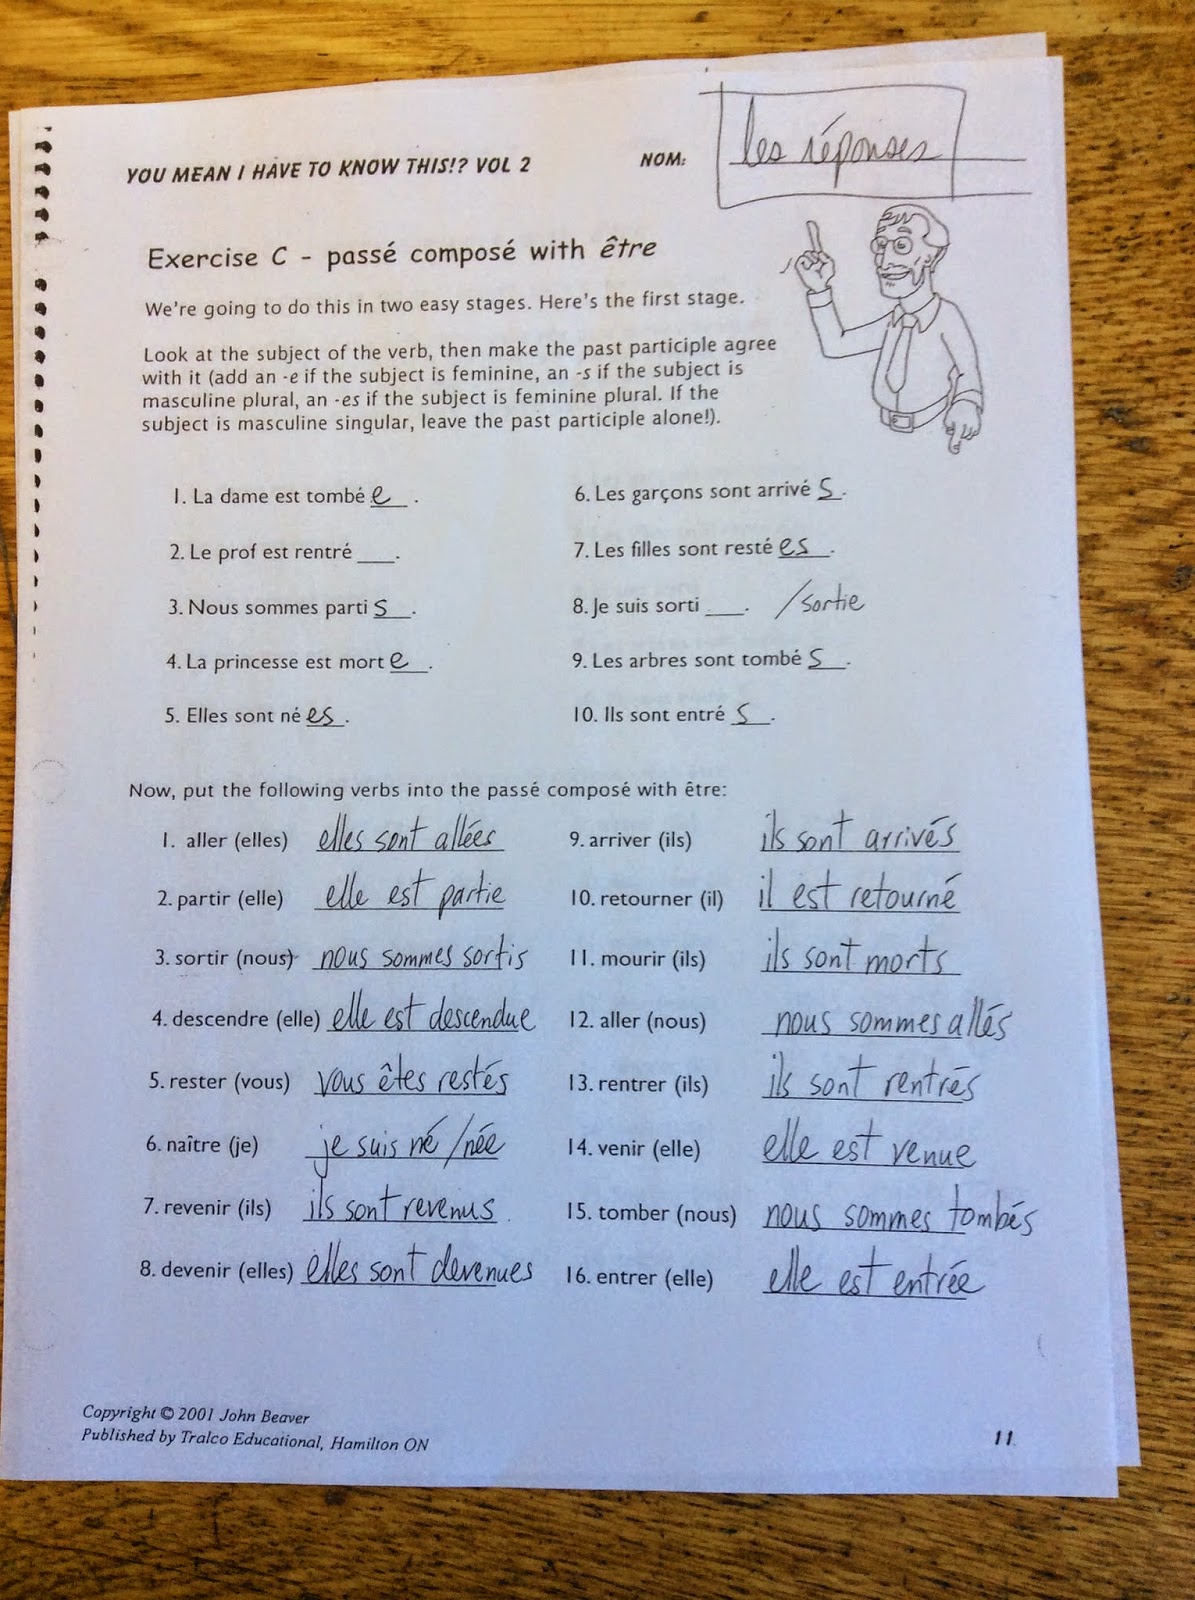 YOU MEAN I HAVE TO KNOW THIS!? VOL 2 NOM: les réponses
Exercise C - passé composé with être
We're going to do this in two easy stages. Here's the first stage.
Look at the subject of the verb, then make the past participle agree
with it (add an -e if the subject is feminine, an -s if the subject is
masculine plural, an -es if the subject is feminine plural. If the
subject is masculine singular, leave the past participle alone!).
1. La dame est tombé e .
2. Le prof est rentré ___.
3. Nous sommes parti s .
4. La princesse est mort e .
5. Elles sont né es.
6. Les garçons sont arrivé s.
7. Les filles sont resté es.
8. Je suis sorti ___. /sortie
9. Les arbres sont tombé s.
10. Ils sont entré s.
Now, put the following verbs into the passé composé with être:
1. aller (elles) elles sont allées
2. partir (elle) elle est partie
3. sortir (nous) nous sommes sortis
4. descendre (elle) elle est descendue
5. rester (vous) vous êtes restés
6. naître (je) je suis né /née
7. revenir (ils) ils sont revenus
8. devenir (elles) elles sont devenues
9. arriver (ils) ils sont arrivés
10. retourner (il) il est retourné
11. mourir (ils) ils sont morts
12. aller (nous) nous sommes allés
13. rentrer (ils) ils sont rentrés
14. venir (elle) elle est venue
15. tomber (nous) nous sommes tombés
16. entrer (elle) elle est entrée
Copyright © 2001 John Beaver
Published by Tralco Educational, Hamilton ON
11